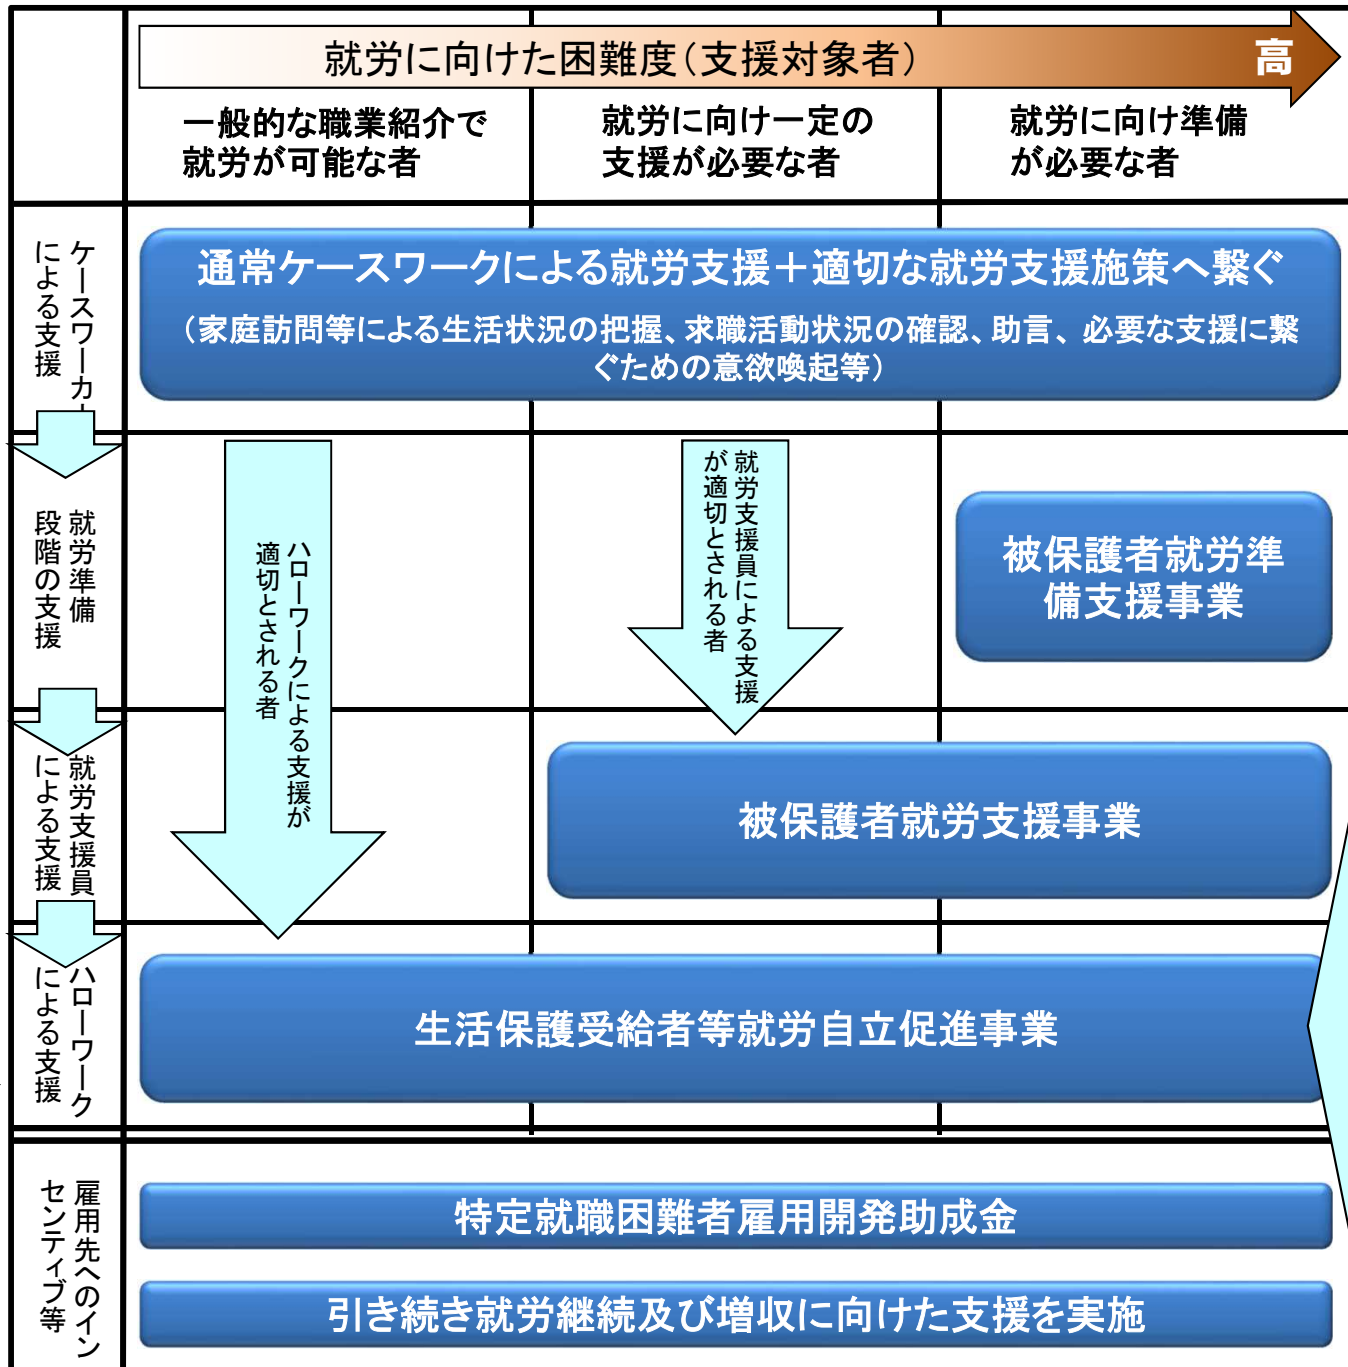 就労に向けた困難度（支援対象者）
高
一般的な職業紹介で
就労が可能な者
就労に向け一定の
支援が必要な者
就労に向け準備
が必要な者
ケースワーカー
による支援
通常ケースワークによる就労支援＋適切な就労支援施策へ繋ぐ
（家庭訪問等による生活状況の把握、求職活動状況の確認、助言、必要な支援に繋
ぐための意欲喚起等）
就労準備
段階の支援
ハローワークによる支援が
適切とされる者
就労支援員による支援
が適切とされる者
被保護者就労準
備支援事業
就労支援員
による支援
被保護者就労支援事業
ハローワーク
による支援
生活保護受給者等就労自立促進事業
雇用先へのイン
センティブ等
特定就職困難者雇用開発助成金
引き続き就労継続及び増収に向けた支援を実施